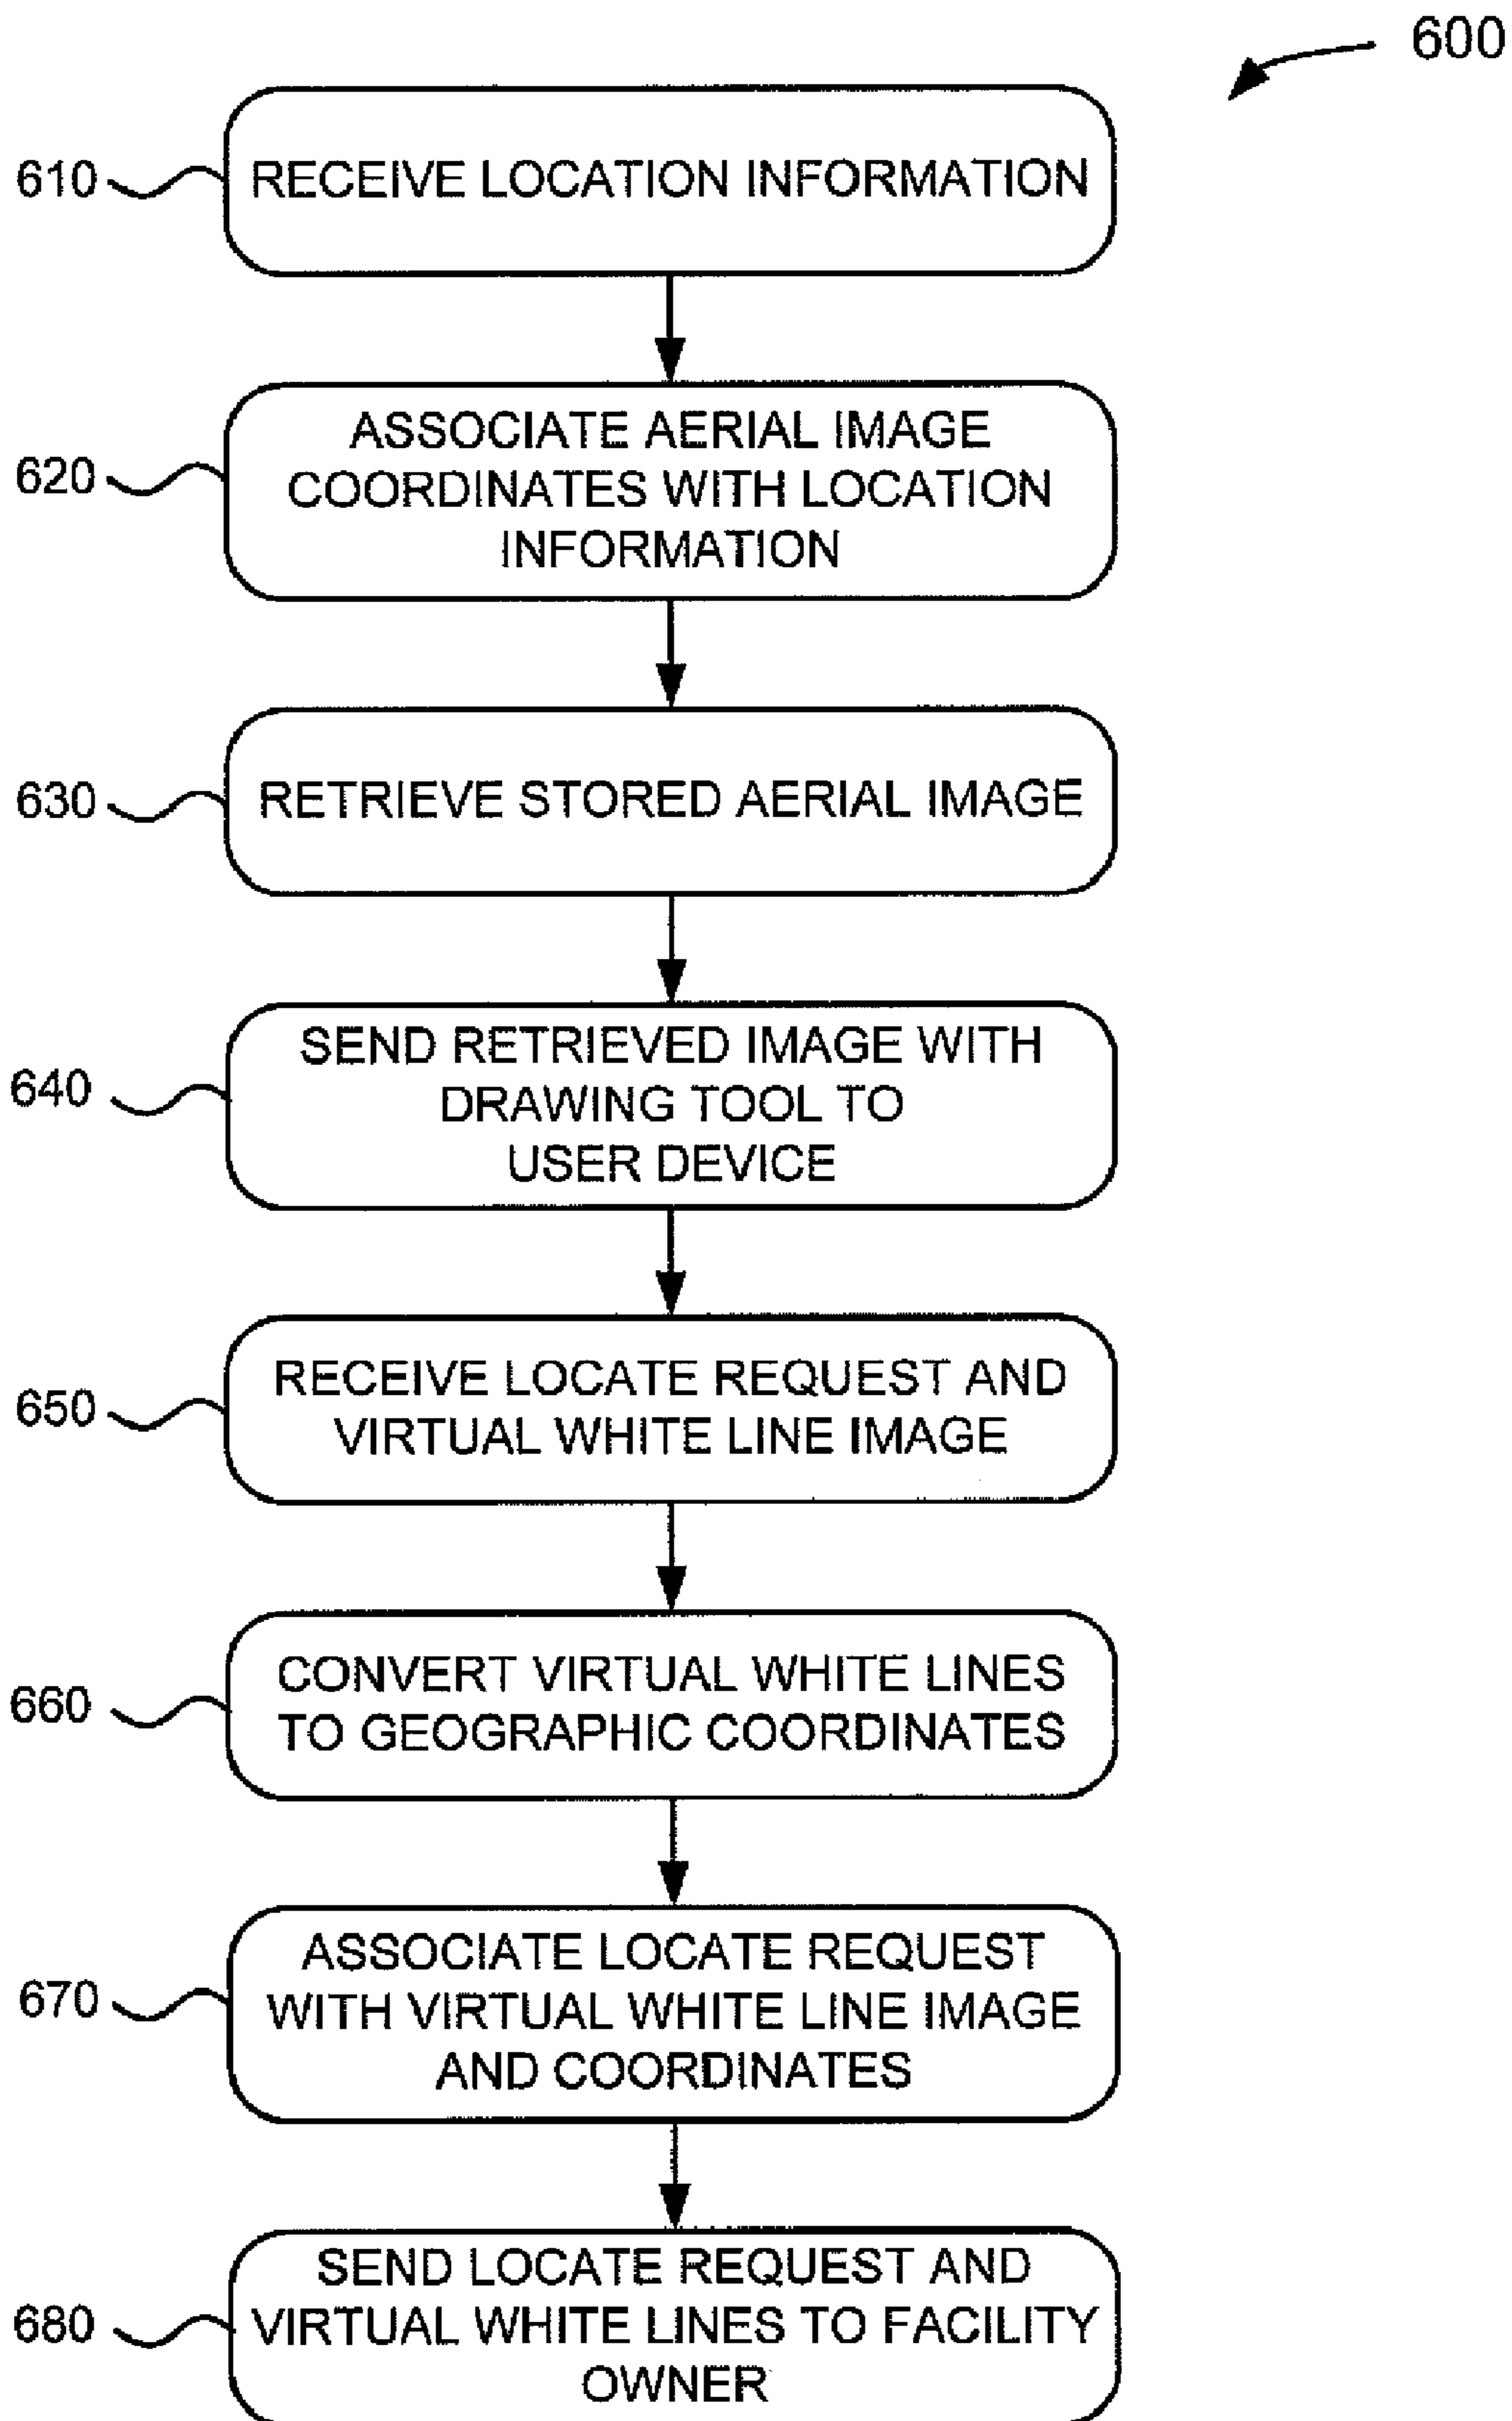 600
610
RECEIVE LOCATION INFORMATION
620
ASSOCIATE AERIAL IMAGE
COORDINATES WITH LOCATION
INFORMATION
630
RETRIEVE STORED AERIAL IMAGE
640
SEND RETRIEVED IMAGE WITH
DRAWING TOOL TO
USER DEVICE
650
RECEIVE LOCATE REQUEST AND
VIRTUAL WHITE LINE IMAGE
660
CONVERT VIRTUAL WHITE LINES
TO GEOGRAPHIC COORDINATES
670
ASSOCIATE LOCATE REQUEST
WITH VIRTUAL WHITE LINE IMAGE
AND COORDINATES
680
SEND LOCATE REQUEST AND
VIRTUAL WHITE LINES TO FACILITY
OWNER